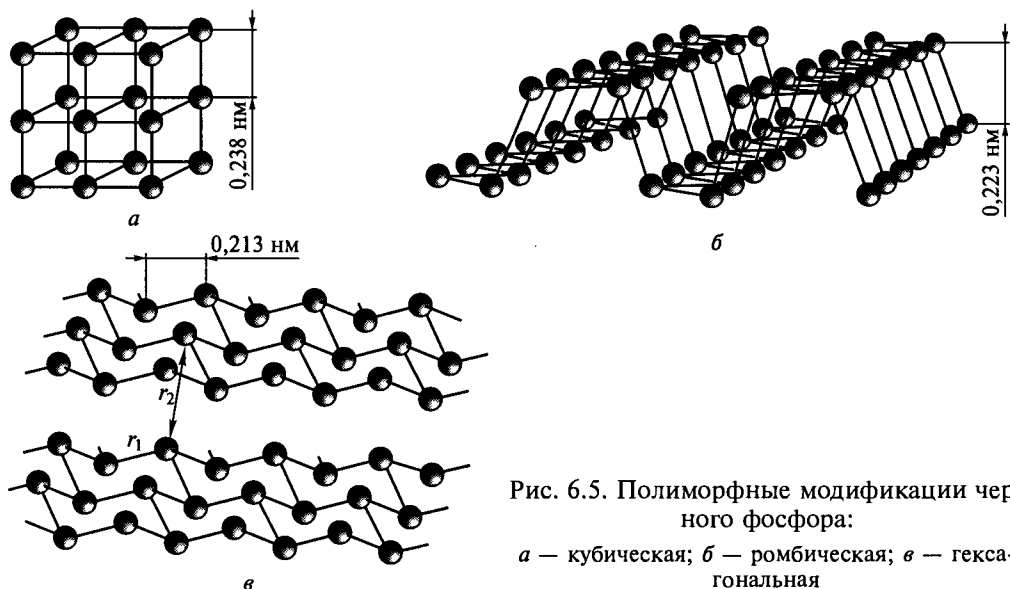 0,238 нм
а
0,223 нм
б
0,213 нм
r2
r1
в
Рис. 6.5. Полиморфные модификации чер-
ного фосфора:
а — кубическая; б — ромбическая; в — гекса-
гональная